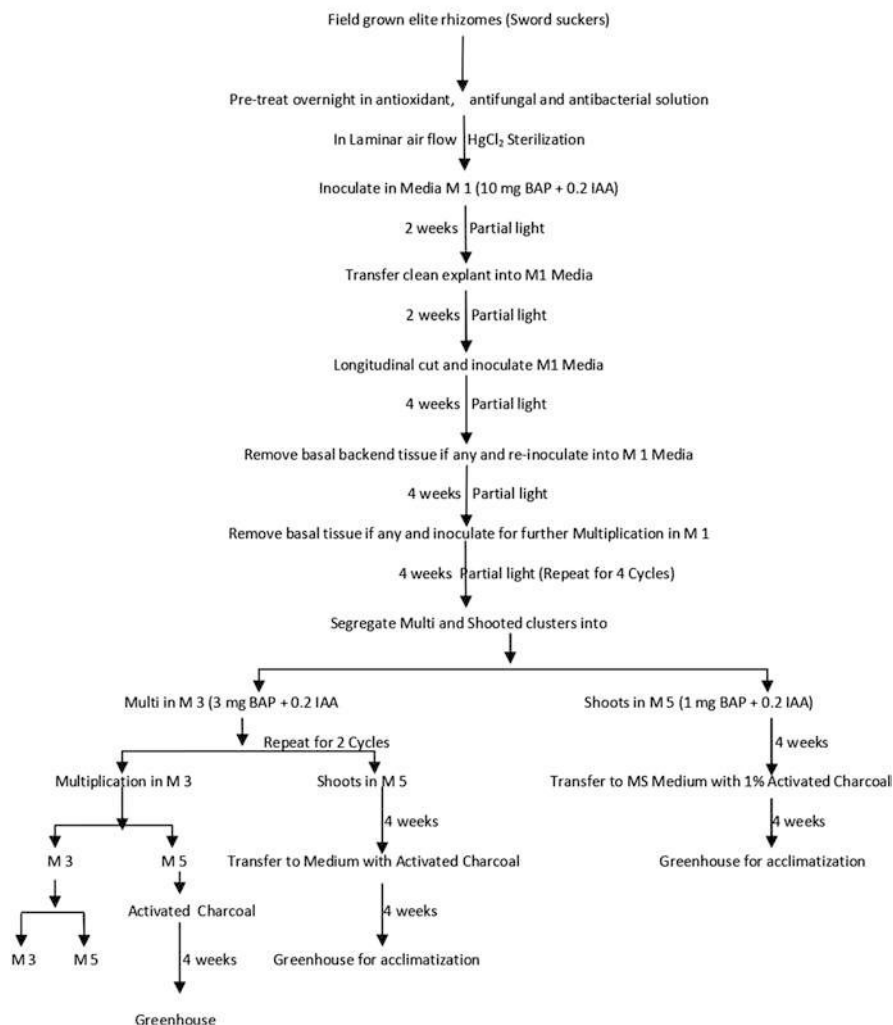 Field grown elite rhizomes (Sword suckers)
Pre-treat overnight in antioxidant, antifungal and antibacterial solution
In Laminar air flow HgCl₂ Sterilization
Inoculate in Media M 1 (10 mg BAP + 0.2 IAA)
2 weeks Partial light
Transfer clean explant into M1 Media
2 weeks Partial light
Longitudinal cut and inoculate M1 Media
4 weeks Partial light
Remove basal backend tissue if any and re-inoculate into M 1 Media
4 weeks Partial light
Remove basal tissue if any and inoculate for further Multiplication in M 1
4 weeks Partial light (Repeat for 4 Cycles)
Segregate Multi and Shooted clusters into
Multi in M 3 (3 mg BAP + 0.2 IAA
Shoots in M 5 (1 mg BAP + 0.2 IAA)
Repeat for 2 Cycles
4 weeks
Multiplication in M 3
Shoots in M 5
Transfer to MS Medium with 1% Activated Charcoal
4 weeks
4 weeks
M 3
M 5
Transfer to Medium with Activated Charcoal
Greenhouse for acclimatization
Activated Charcoal
4 weeks
M 3
M 5
4 weeks
Greenhouse for acclimatization
Greenhouse